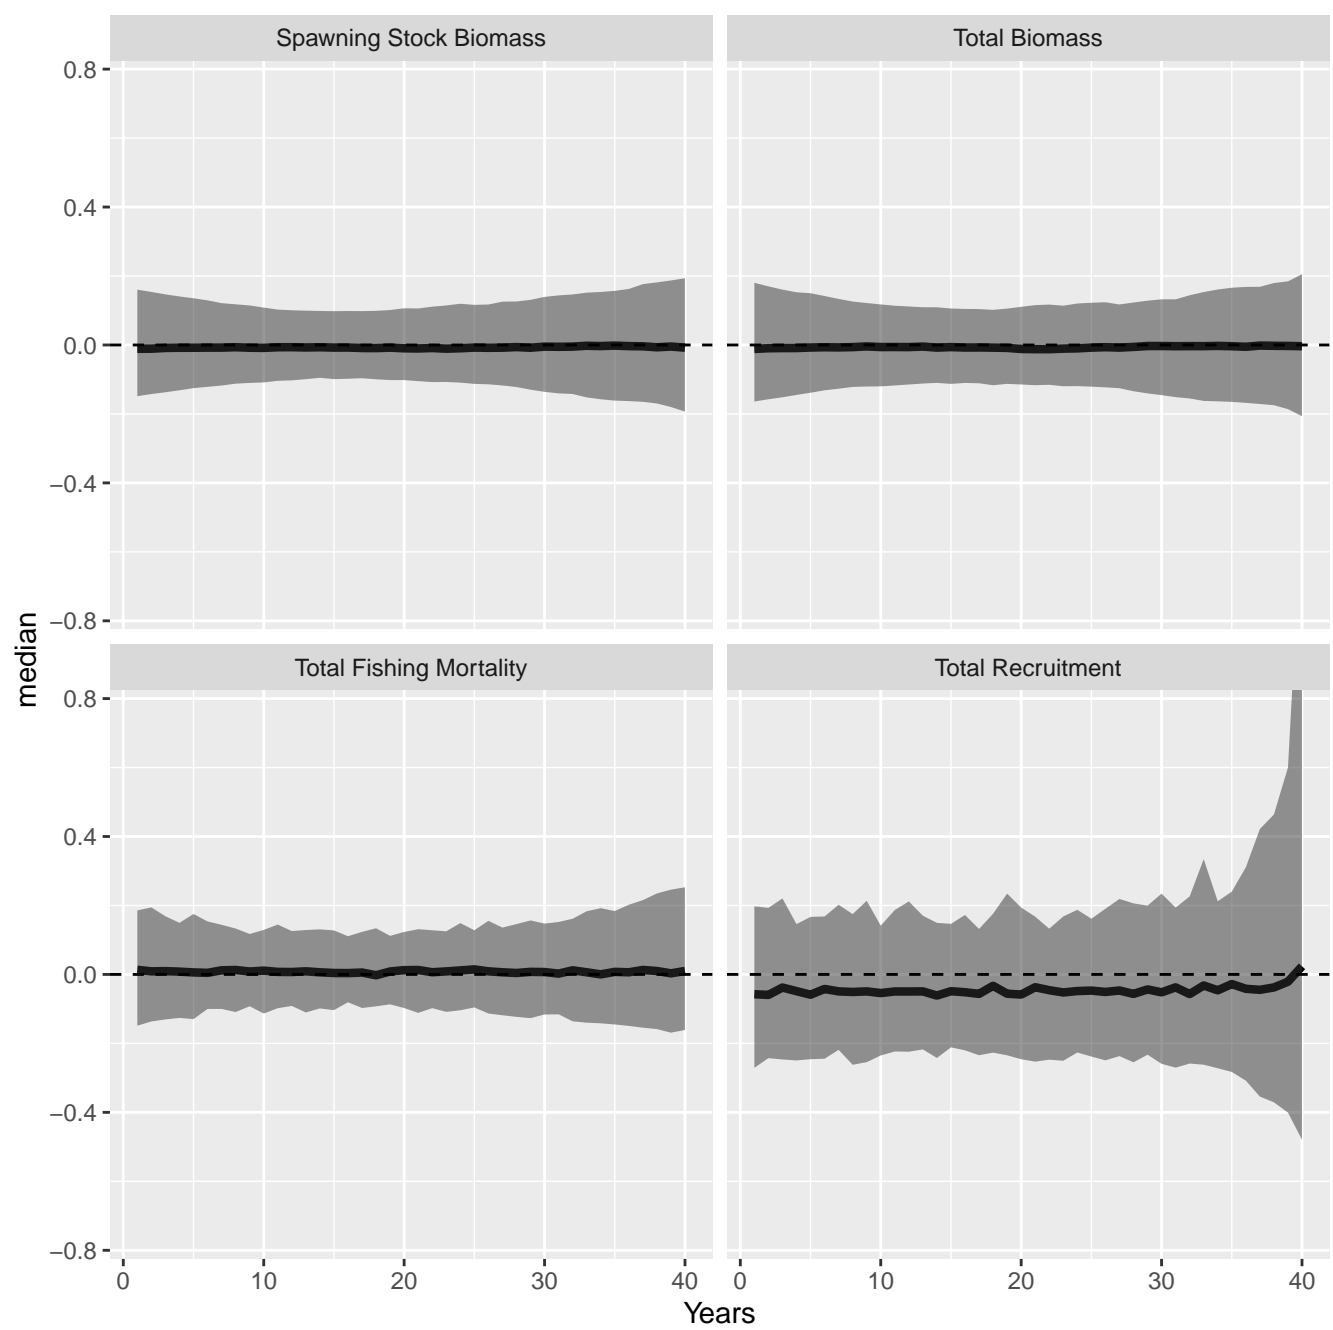 Spawning Stock Biomass
Total Biomass
0.8
0.4
0.0
−0.4
−0.8
median
Total Fishing Mortality
Total Recruitment
0.8
0.4
0.0
−0.4
−0.8
0 10 20 30 40
0 10 20 30 40
Years